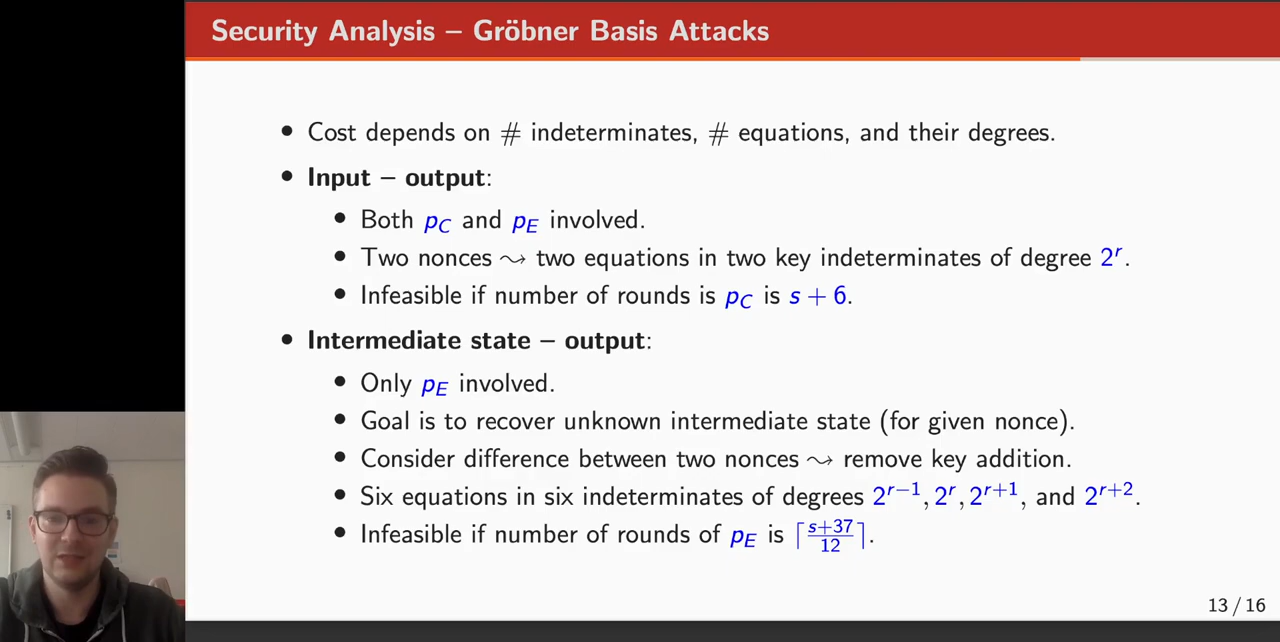 Security Analysis – Gröbner Basis Attacks
• Cost depends on # indeterminates, # equations, and their degrees.
• Input – output:
• Both p_C and p_E involved.
• Two nonces ⇝ two equations in two key indeterminates of degree 2^r.
• Infeasible if number of rounds is p_C is s + 6.
• Intermediate state – output:
• Only p_E involved.
• Goal is to recover unknown intermediate state (for given nonce).
• Consider difference between two nonces ⇝ remove key addition.
• Six equations in six indeterminates of degrees 2^{r−1}, 2^r, 2^{r+1}, and 2^{r+2}.
• Infeasible if number of rounds of p_E is ⌈\frac{s+37}{12}⌉.
13 / 16